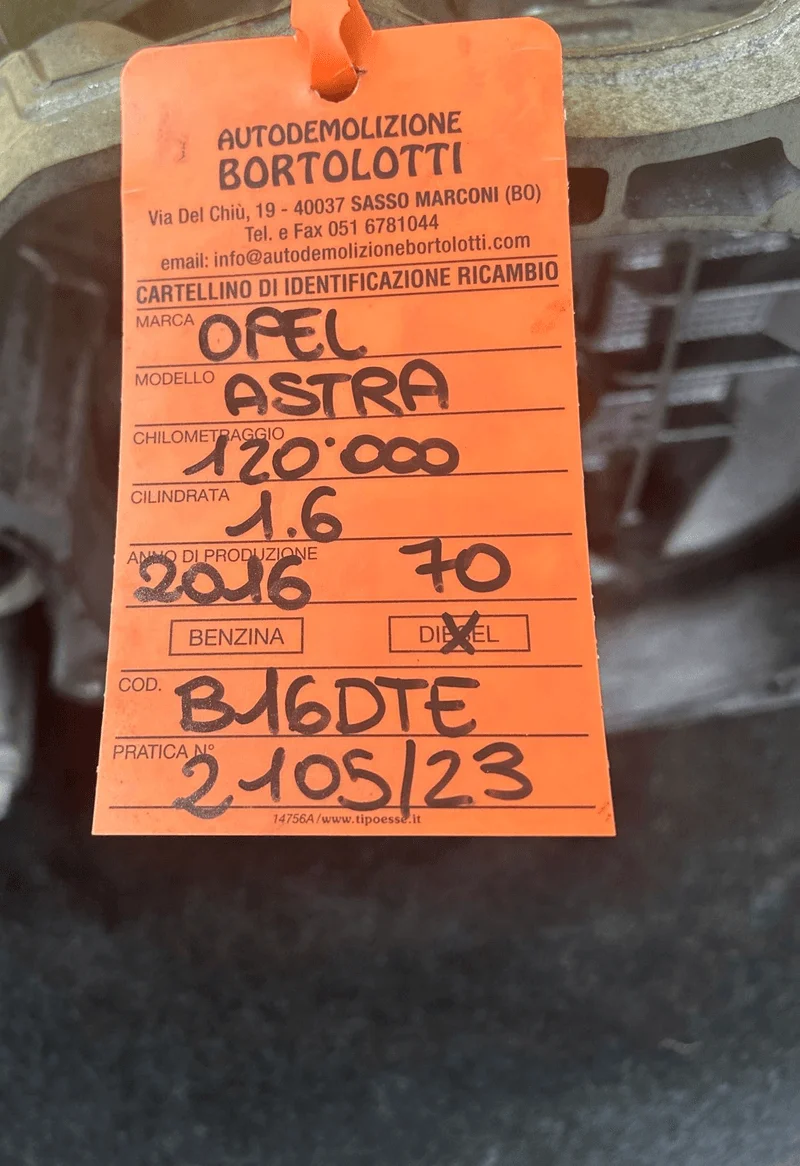 AUTODEMOLIZIONE
BORTOLOTTI
Via Del Chiù, 19 - 40037 SASSO MARCONI (BO)
Tel. e Fax 051 6781044
email: info@autodemolizionebortolotti.com
CARTELLINO DI IDENTIFICAZIONE RICAMBIO
MARCA OPEL
MODELLO ASTRA
CHILOMETRAGGIO 120'000
CILINDRATA 1.6
ANNO DI PRODUZIONE 2016 70
BENZINA DIESEL X
COD. B16DTE
PRATICA N° 2105/23
14756A/www.tipoesse.it